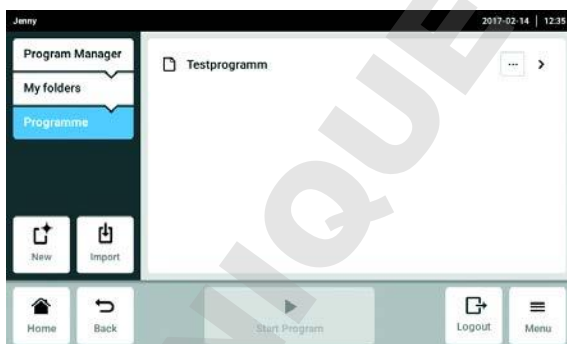 Jenny 2017-02-14 | 12:35
Program Manager
My folders
Programme
Testprogramm ... >
New Import
Home Back Start Program Logout Menu
NIQUE